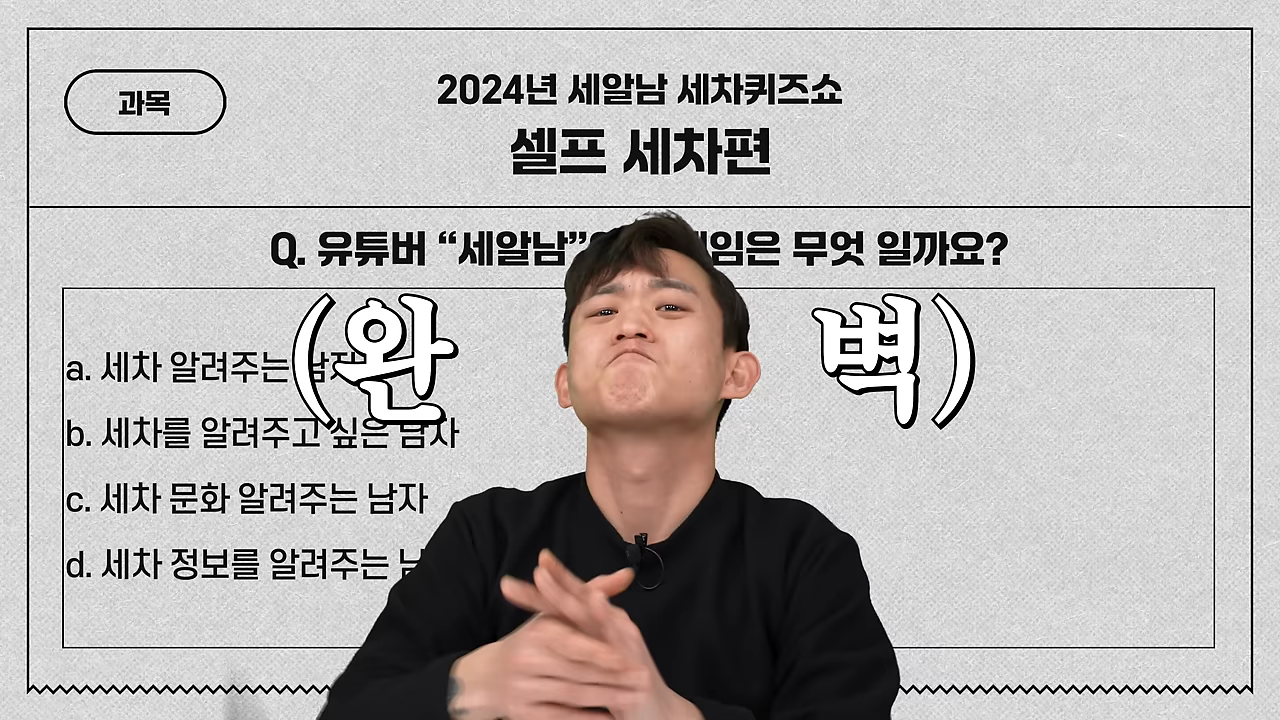 과목
2024년 세알남 세차퀴즈쇼
셀프 세차편
Q. 유튜버 “세알남” 무엇 일까요?
(완 벽)
a. 세차 알려주는 남자
b. 세차를 알려주고 싶은 남자
c. 세차 문화 알려주는 남자
d. 세차 정보를 알려주는